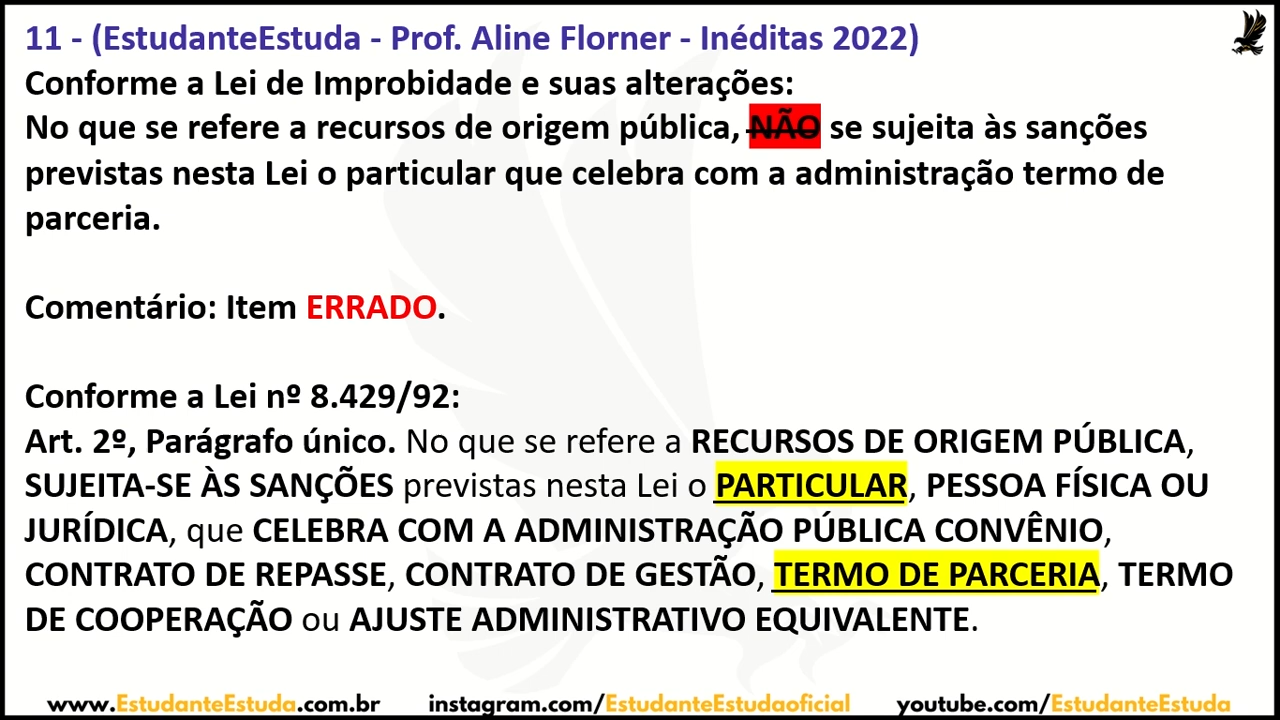 11 - (EstudanteEstuda - Prof. Aline Florner - Inéditas 2022)
Conforme a Lei de Improbidade e suas alterações:
No que se refere a recursos de origem pública, NÃO se sujeita às sanções
previstas nesta Lei o particular que celebra com a administração termo de
parceria.
Comentário: Item ERRADO.
Conforme a Lei nº 8.429/92:
Art. 2º, Parágrafo único. No que se refere a RECURSOS DE ORIGEM PÚBLICA,
SUJEITA-SE ÀS SANÇÕES previstas nesta Lei o PARTICULAR, PESSOA FÍSICA OU
JURÍDICA, que CELEBRA COM A ADMINISTRAÇÃO PÚBLICA CONVÊNIO,
CONTRATO DE REPASSE, CONTRATO DE GESTÃO, TERMO DE PARCERIA, TERMO
DE COOPERAÇÃO ou AJUSTE ADMINISTRATIVO EQUIVALENTE.
www.EstudanteEstuda.com.br instagram.com/EstudanteEstudaoficial youtube.com/EstudanteEstuda